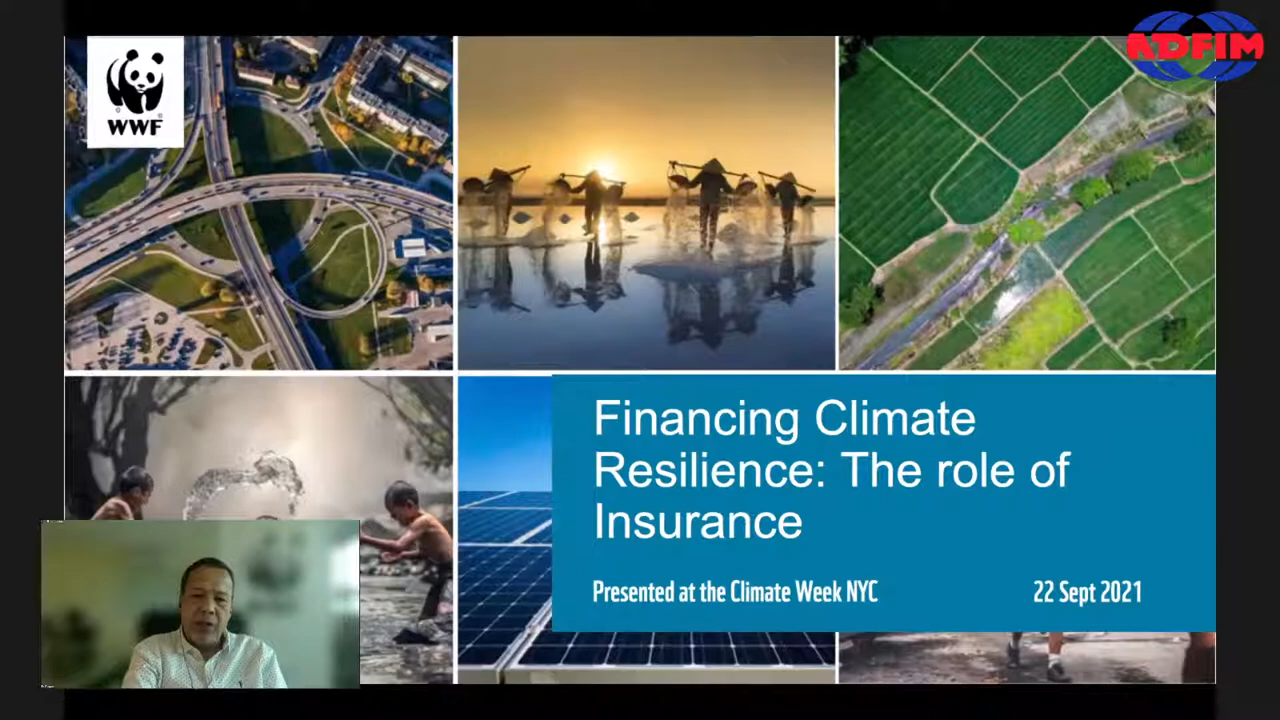 WWF
ADFIM
Financing Climate
Resilience: The role of
Insurance
Presented at the Climate Week NYC
22 Sept 2021